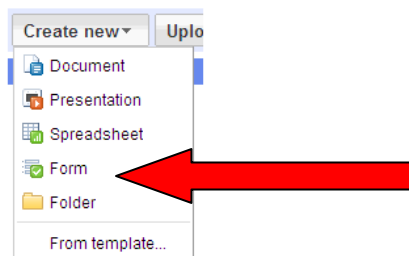 Create new Uplo
Document
Presentation
Spreadsheet
Form
Folder
From template...